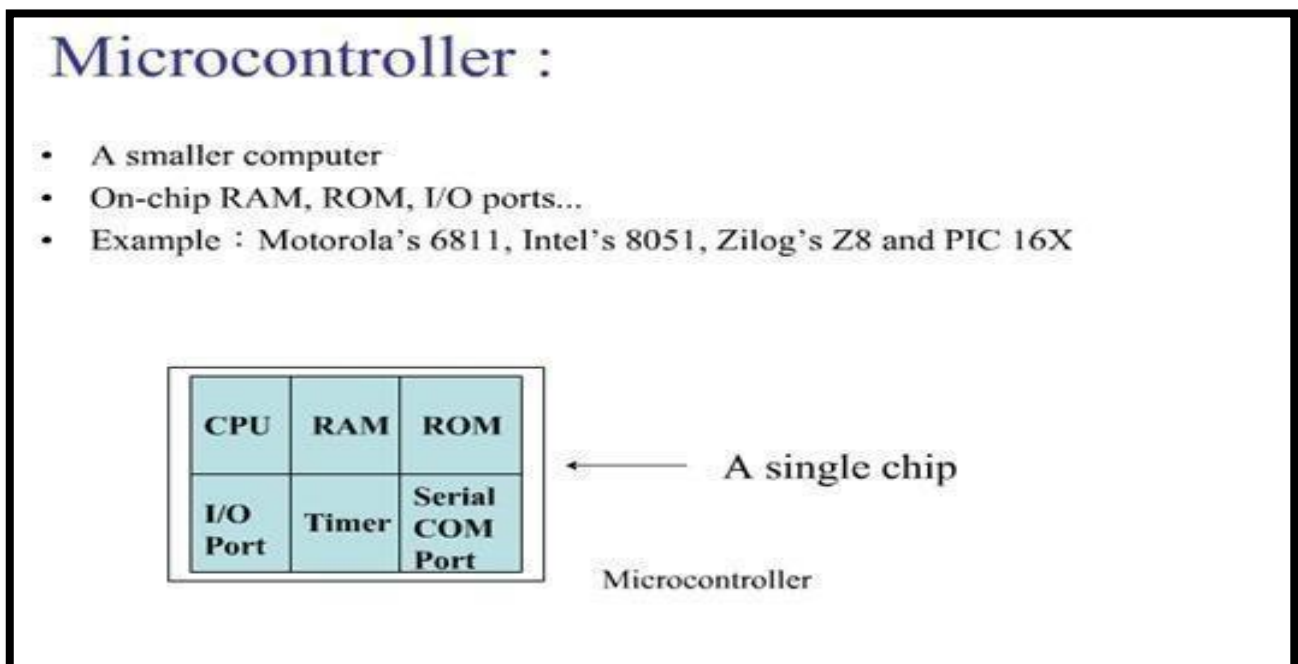 Microcontroller :
• A smaller computer
• On-chip RAM, ROM, I/O ports...
• Example：Motorola's 6811, Intel's 8051, Zilog's Z8 and PIC 16X
CPU RAM ROM
I/O Port
Timer
Serial COM Port
A single chip
Microcontroller